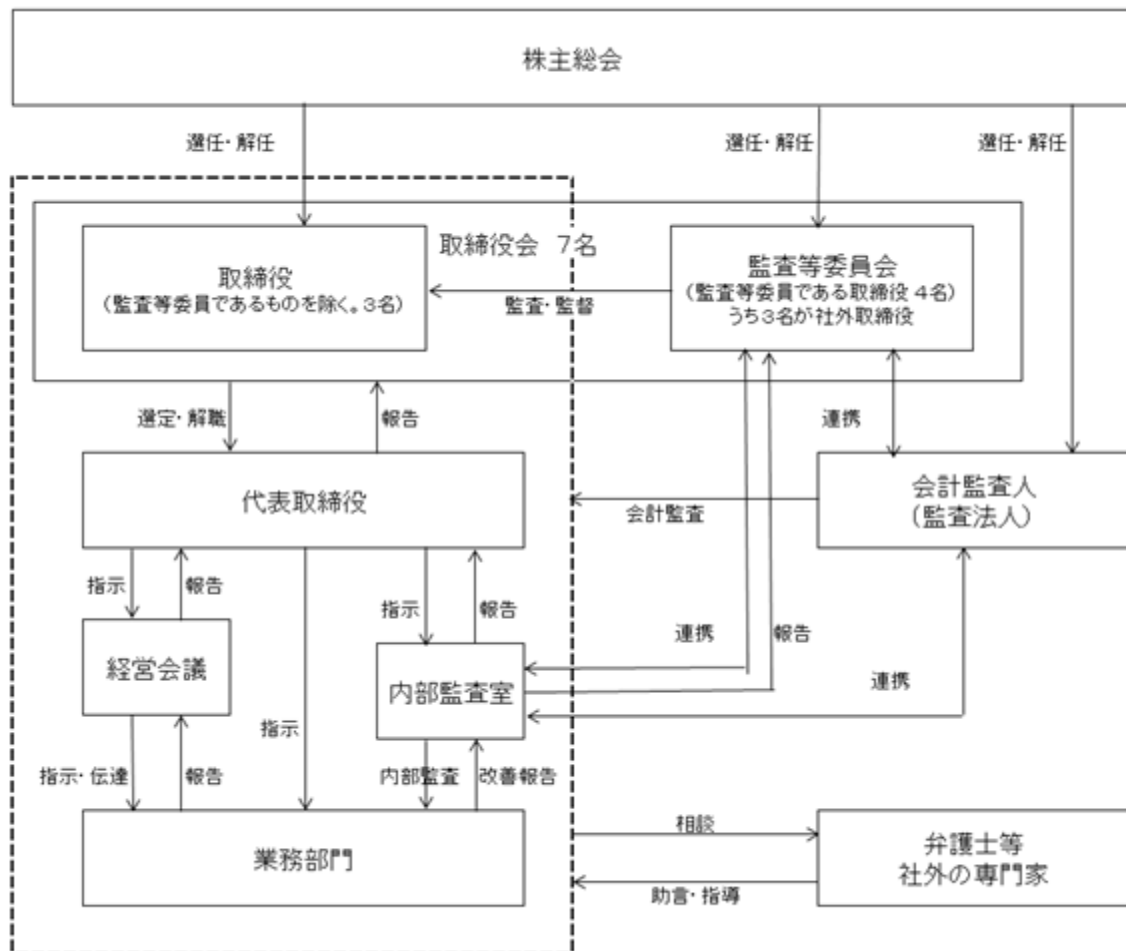 株主総会
選任・解任
選任・解任
選任・解任
取締役会 7名
取締役
(監査等委員であるものを除く。3名)
監査・監督
監査等委員会
(監査等委員である取締役 4名)
うち3名が社外取締役
選定・解職
報告
連携
代表取締役
会計監査
会計監査人
(監査法人)
指示
報告
指示
報告
連携
報告
経営会議
内部監査室
連携
指示
指示・伝達
報告
内部監査
改善報告
業務部門
相談
助言・指導
弁護士等
社外の専門家